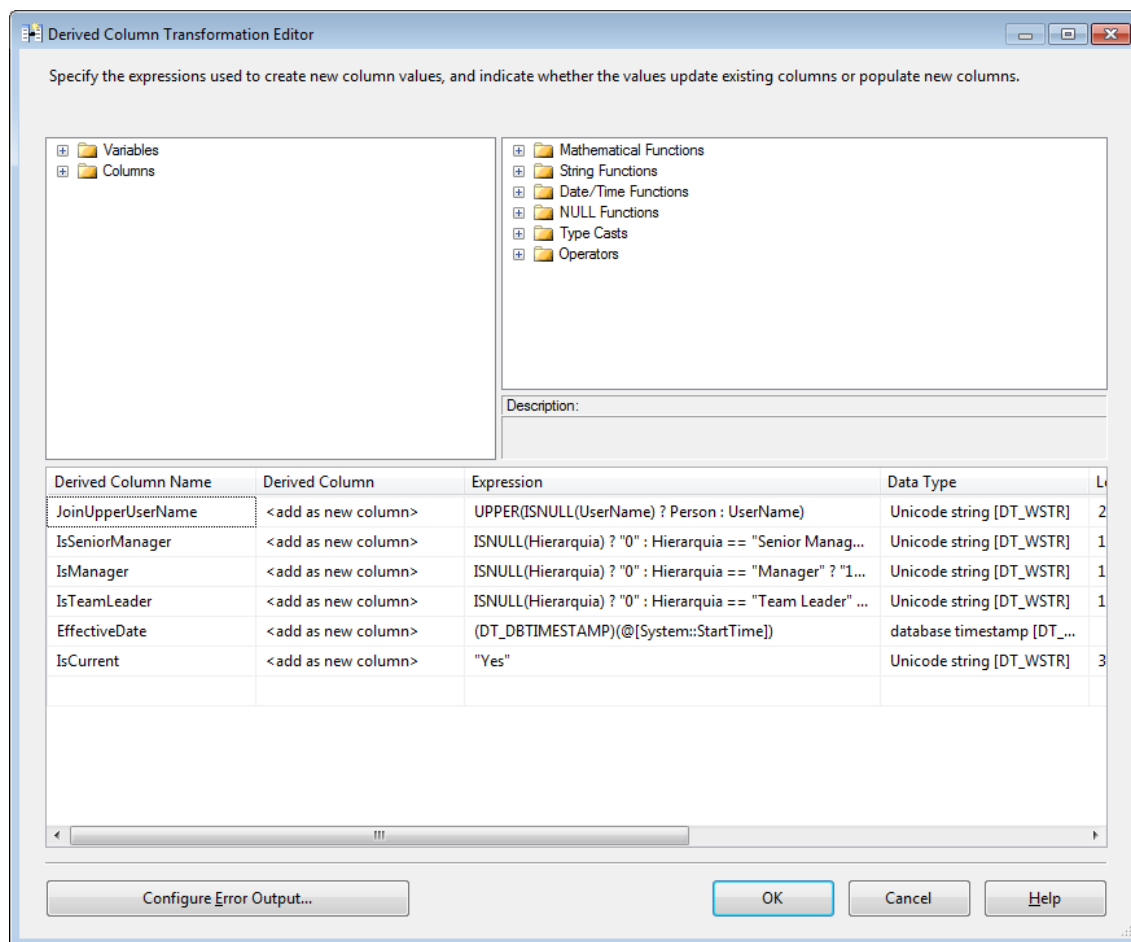 Derived Column Transformation Editor
Specify the expressions used to create new column values, and indicate whether the values update existing columns or populate new columns.
Variables
Columns
Mathematical Functions
String Functions
Date/Time Functions
NULL Functions
Type Casts
Operators
Description:
Derived Column Name Derived Column Expression Data Type
JoinUpperUserName <add as new column> UPPER(ISNULL(UserName) ? Person : UserName) Unicode string [DT_WSTR] 2
IsSeniorManager <add as new column> ISNULL(Hierarquia) ? "0" : Hierarquia == "Senior Manag... Unicode string [DT_WSTR] 1
IsManager <add as new column> ISNULL(Hierarquia) ? "0" : Hierarquia == "Manager" ? "1... Unicode string [DT_WSTR] 1
IsTeamLeader <add as new column> ISNULL(Hierarquia) ? "0" : Hierarquia == "Team Leader" ... Unicode string [DT_WSTR] 1
EffectiveDate <add as new column> (DT_DBTIMESTAMP)(@[System::StartTime]) database timestamp [DT_...
IsCurrent <add as new column> "Yes" Unicode string [DT_WSTR] 3
Configure Error Output... OK Cancel Help